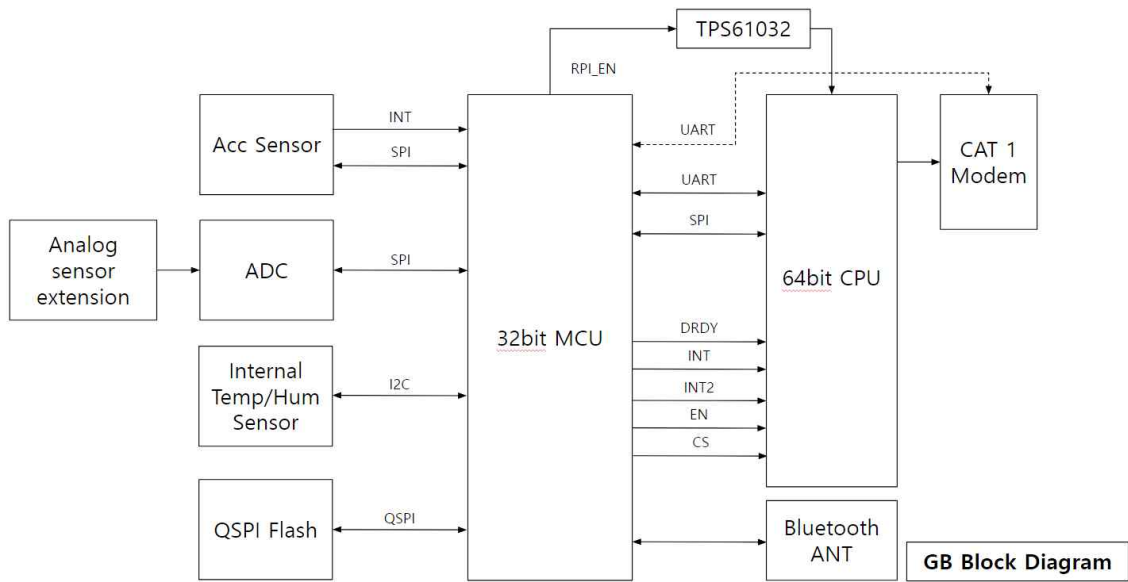 TPS61032
RPI_EN
Acc Sensor
INT
SPI
UART
CAT 1
Modem
UART
SPI
Analog
sensor
extension
ADC
SPI
64bit CPU
32bit MCU
DRDY
INT
INT2
EN
CS
Internal
Temp/Hum
Sensor
I2C
QSPI Flash
QSPI
Bluetooth
ANT
GB Block Diagram